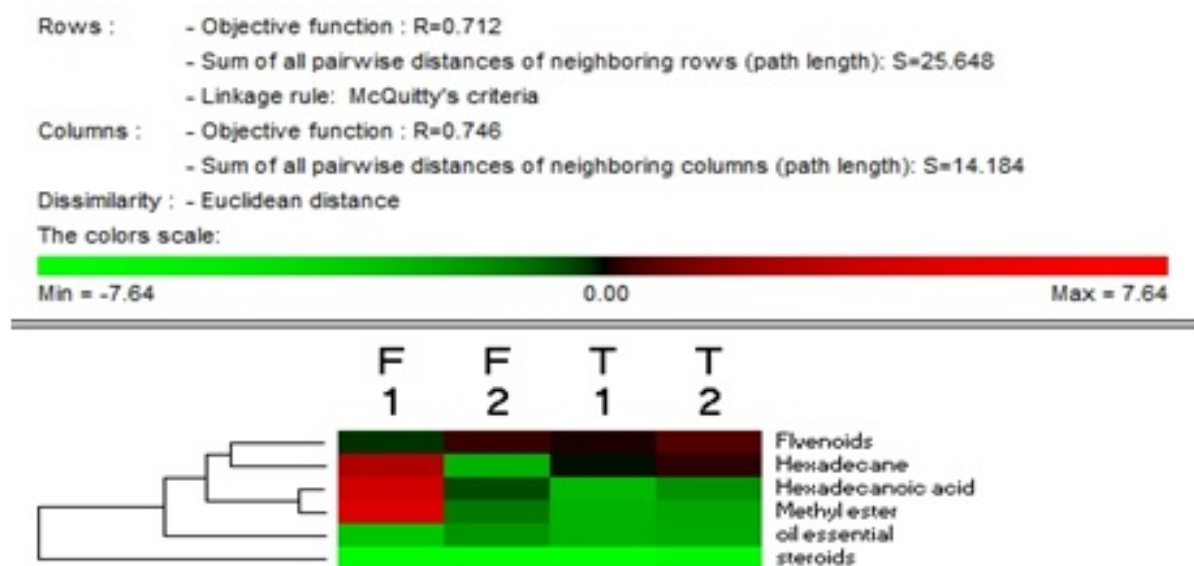 Rows : - Objective function : R=0.712
- Sum of all pairwise distances of neighboring rows (path length): S=25.648
- Linkage rule: McQuitty's criteria
Columns : - Objective function : R=0.746
- Sum of all pairwise distances of neighboring columns (path length): S=14.184
Dissimilarity : - Euclidean distance
The colors scale:
Min = -7.64 0.00 Max = 7.64
F F T T
1 2 1 2
Flvenoids
Hexadecane
Hexadecanoic acid
Methyl ester
oil essential
steroids